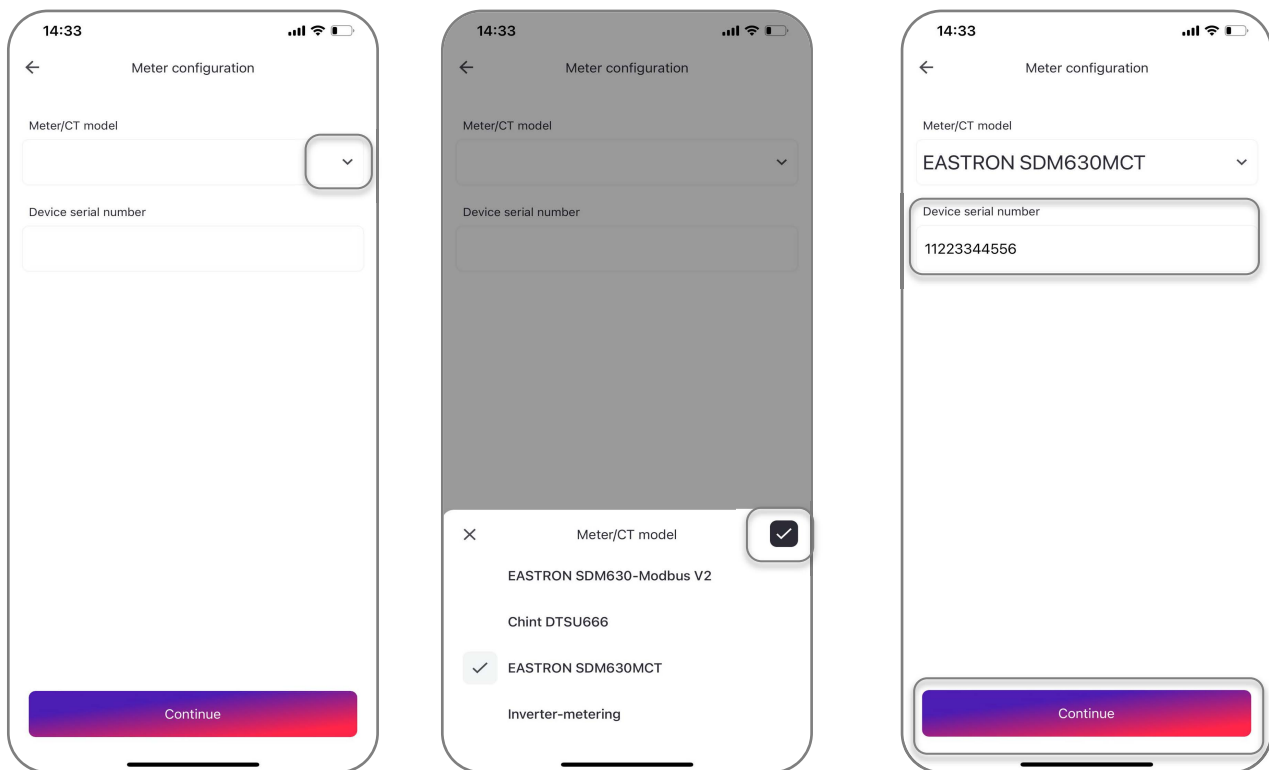 14:33
Meter configuration
Meter/CT model
Device serial number
Continue
14:33
Meter configuration
Meter/CT model
Device serial number
Meter/CT model
EASTRON SDM630-Modbus V2
Chint DTSU666
EASTRON SDM630MCT
Inverter-metering
14:33
Meter configuration
Meter/CT model
EASTRON SDM630MCT
Device serial number
11223344556
Continue